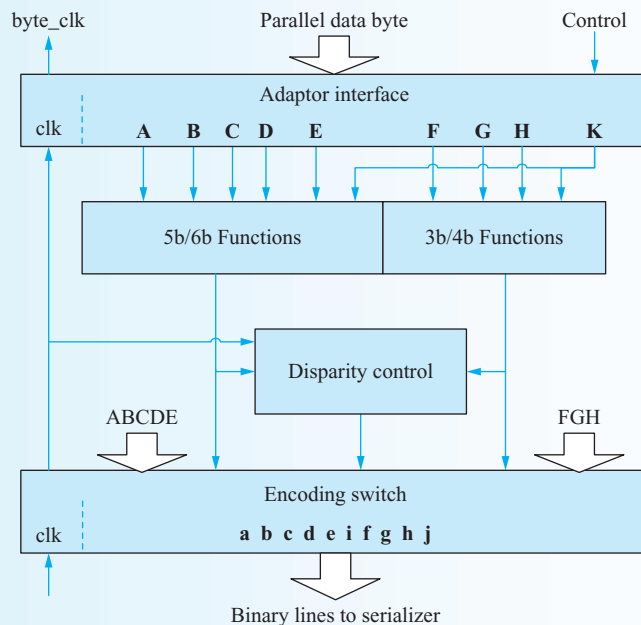 byte_clk
Parallel data byte
Control
Adaptor interface
clk
A B C D E F G H K
5b/6b Functions
3b/4b Functions
Disparity control
ABCDE
FGH
Encoding switch
clk
a b c d e i f g h j
Binary lines to serializer